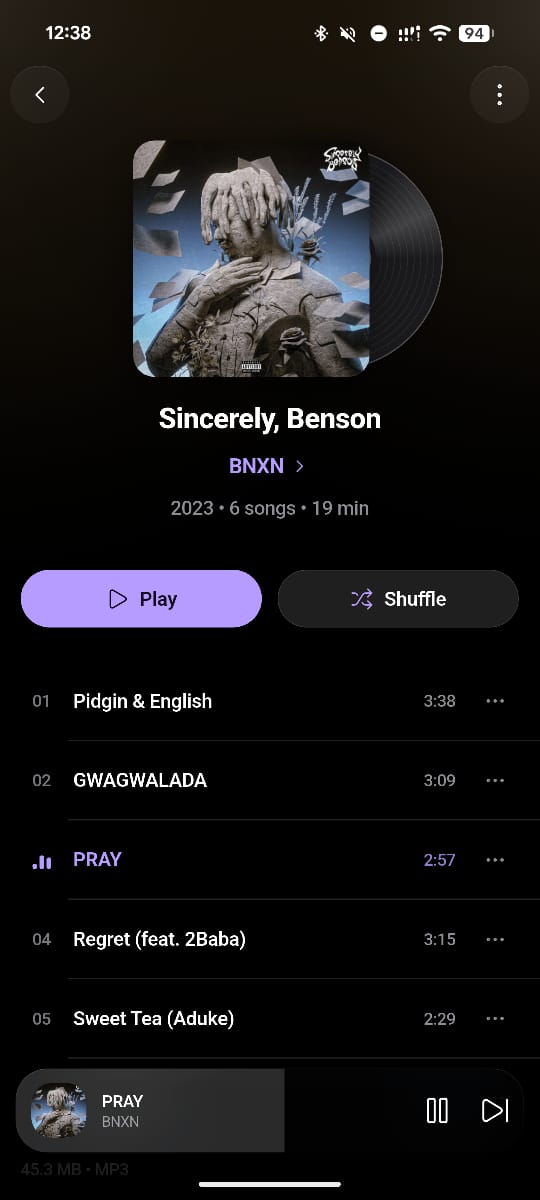 12:38
94
Sincerely
Benson
Sincerely, Benson
BNXN
2023 • 6 songs • 19 min
Play
Shuffle
01 Pidgin & English 3:38
02 GWAGWALADA 3:09
PRAY 2:57
04 Regret (feat. 2Baba) 3:15
05 Sweet Tea (Aduke) 2:29
PRAY
BNXN
45.3 MB • MP3